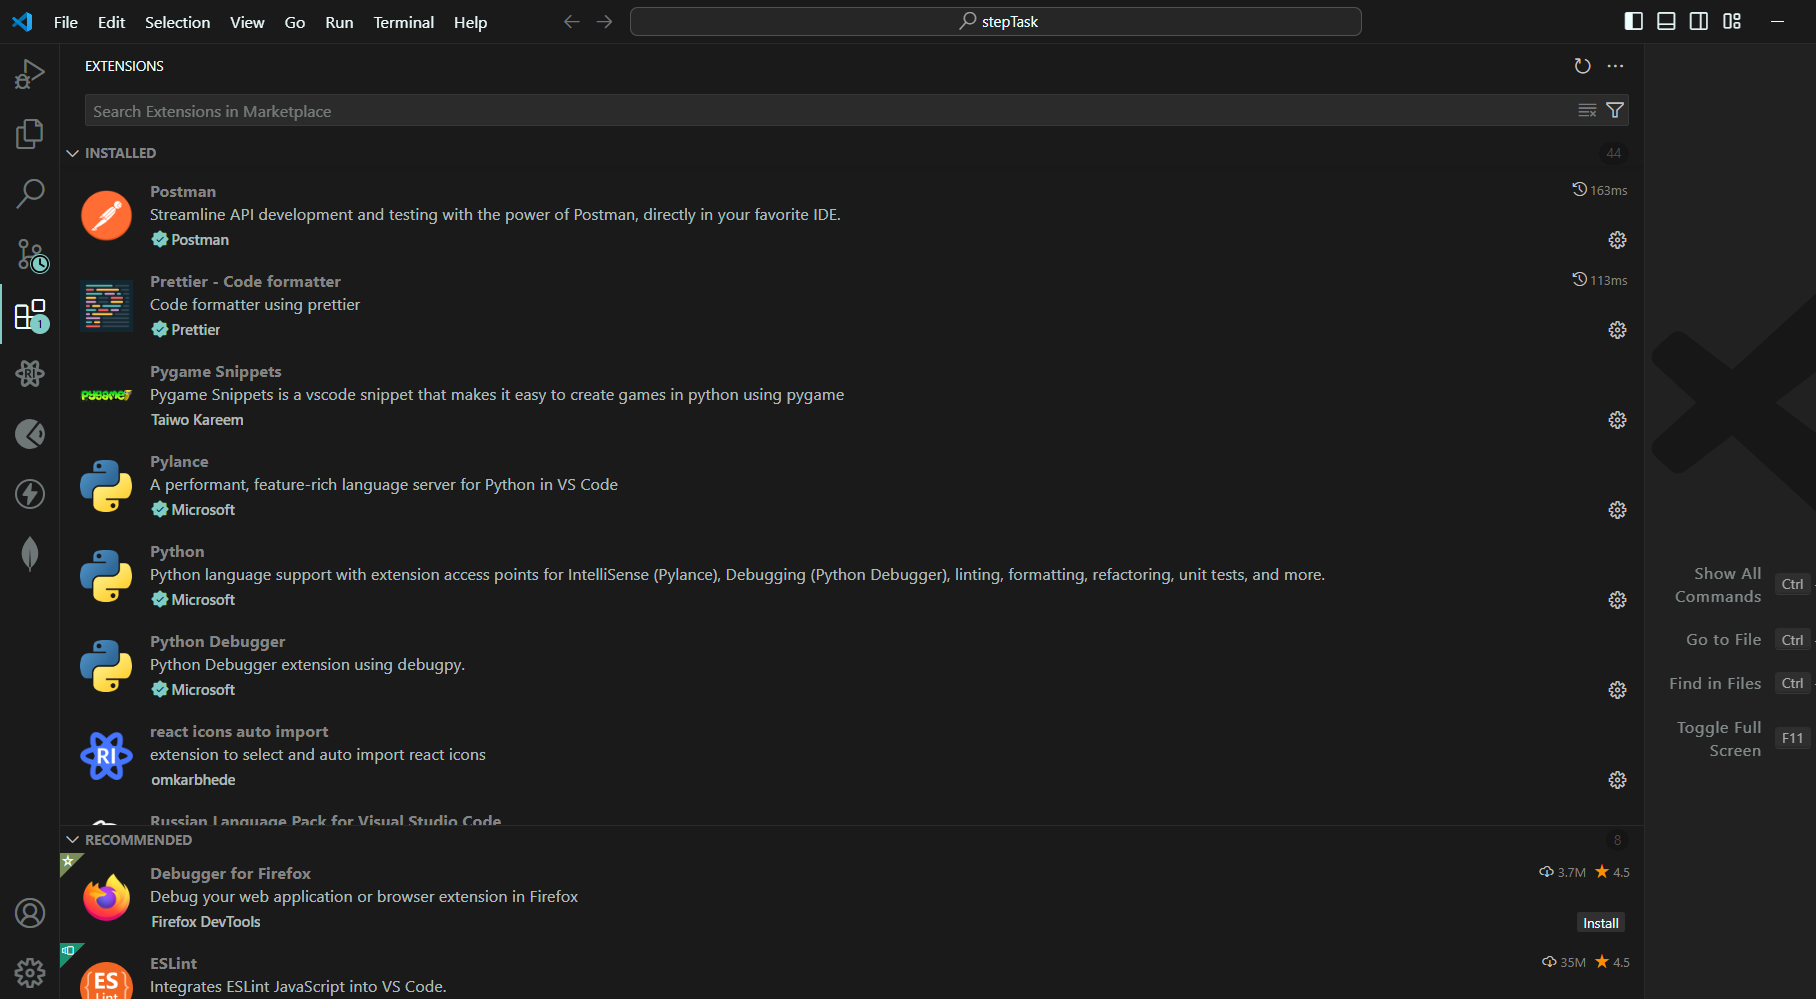 File Edit Selection View Go Run Terminal Help
stepTask
EXTENSIONS
Search Extensions in Marketplace
INSTALLED 44
Postman 163ms
Streamline API development and testing with the power of Postman, directly in your favorite IDE.
Postman
Prettier - Code formatter 113ms
Code formatter using prettier
Prettier
Pygame Snippets
PYGAME
Pygame Snippets is a vscode snippet that makes it easy to create games in python using pygame
Taiwo Kareem
Pylance
A performant, feature-rich language server for Python in VS Code
Microsoft
Python
Python language support with extension access points for IntelliSense (Pylance), Debugging (Python Debugger), linting, formatting, refactoring, unit tests, and more.
Microsoft
Python Debugger
Python Debugger extension using debugpy.
Microsoft
react icons auto import
RI
extension to select and auto import react icons
omkarbhede
Russian Language Pack for Visual Studio Code
RECOMMENDED 8
Debugger for Firefox 3.7M 4.5
Debug your web application or browser extension in Firefox
Firefox DevTools
Install
ESLint 35M 4.5
{ES}
Lint
Integrates ESLint JavaScript into VS Code.
1
RI
Show All
Commands
Ctrl
Go to File Ctrl
Find in Files Ctrl
Toggle Full
Screen
F11